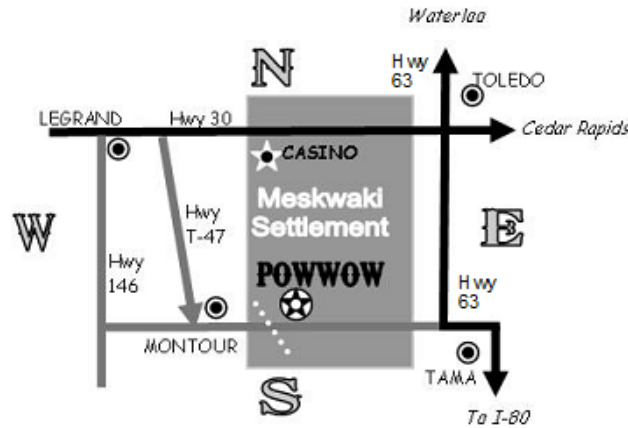 Waterloo
N
Hwy
63
TOLEDO
LEGRAND
Hwy 30
Cedar Rapids
CASINO
Meskwaki
Settlement
W
Hwy
T-47
E
Hwy
146
POWWOW
Hwy
63
MONTOUR
TAMA
S
To I-80